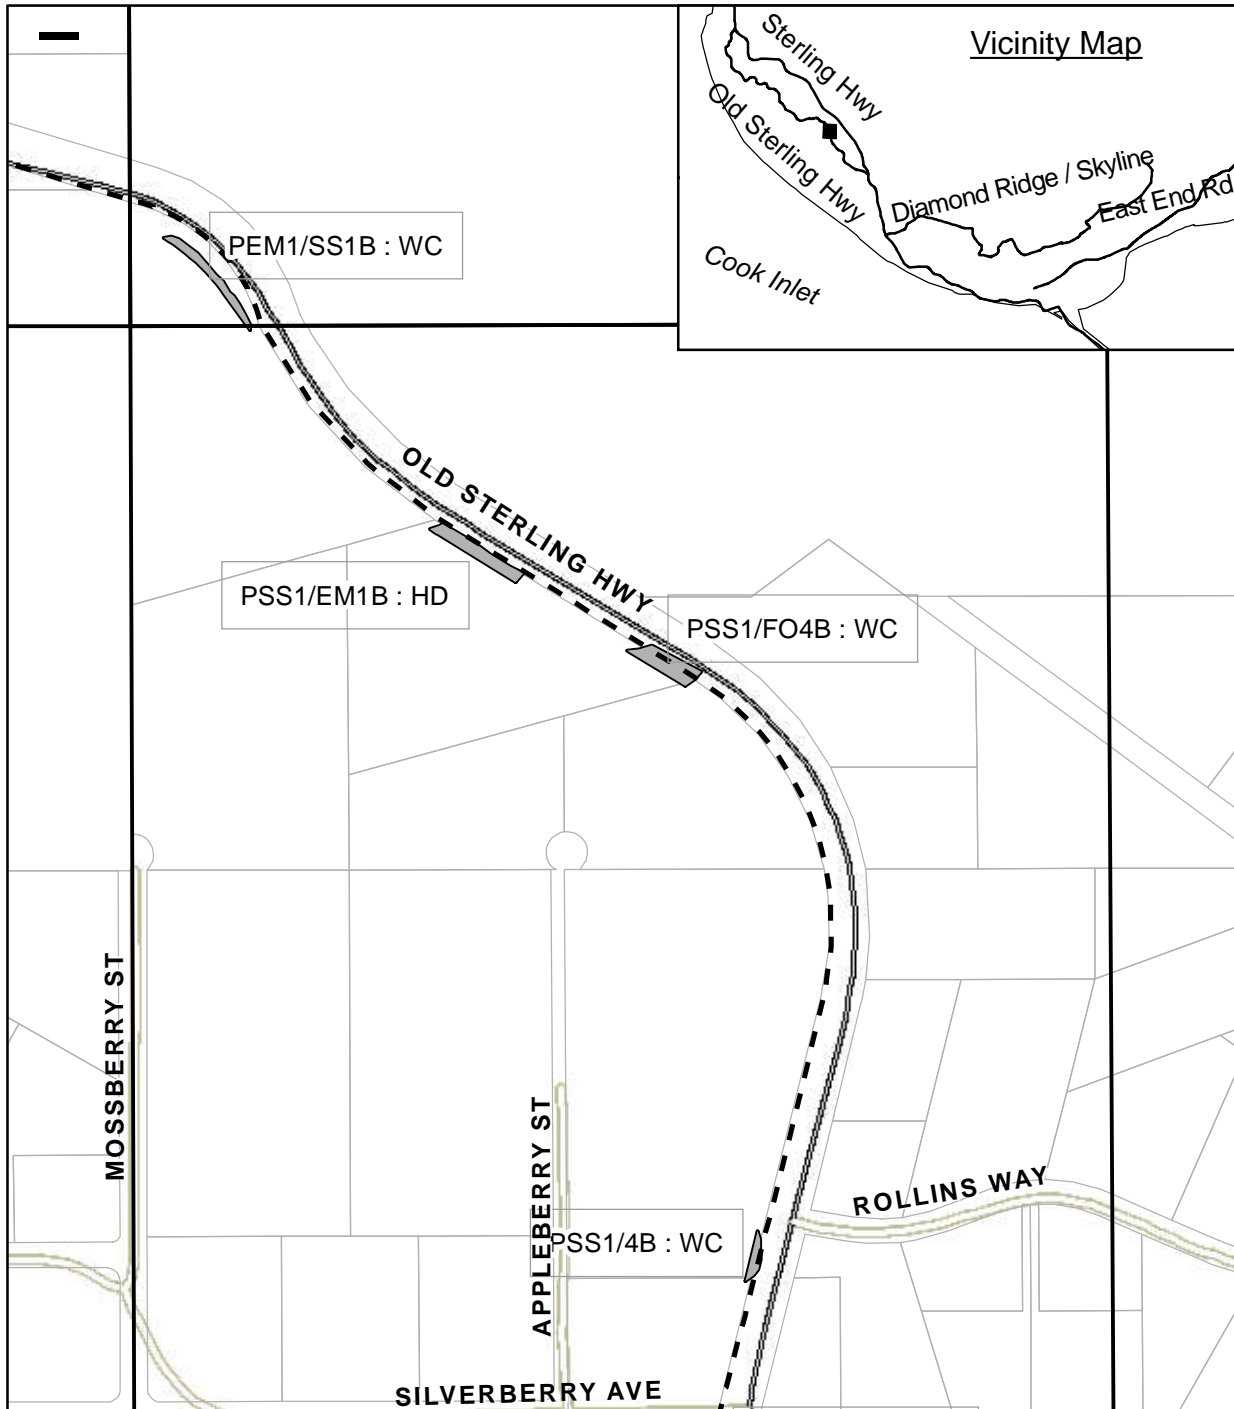 Vicinity Map
Sterling Hwy
Old Sterling Hwy
Diamond Ridge / Skyline
East End Rd
Cook Inlet
PEM1/SS1B : WC
OLD STERLING HWY
PSS1/EM1B : HD
PSS1/FO4B : WC
MOSSBERRY ST
APPLEBERRY ST
ROLLINS WAY
PSS1/4B : WC
SILVERBERRY AVE